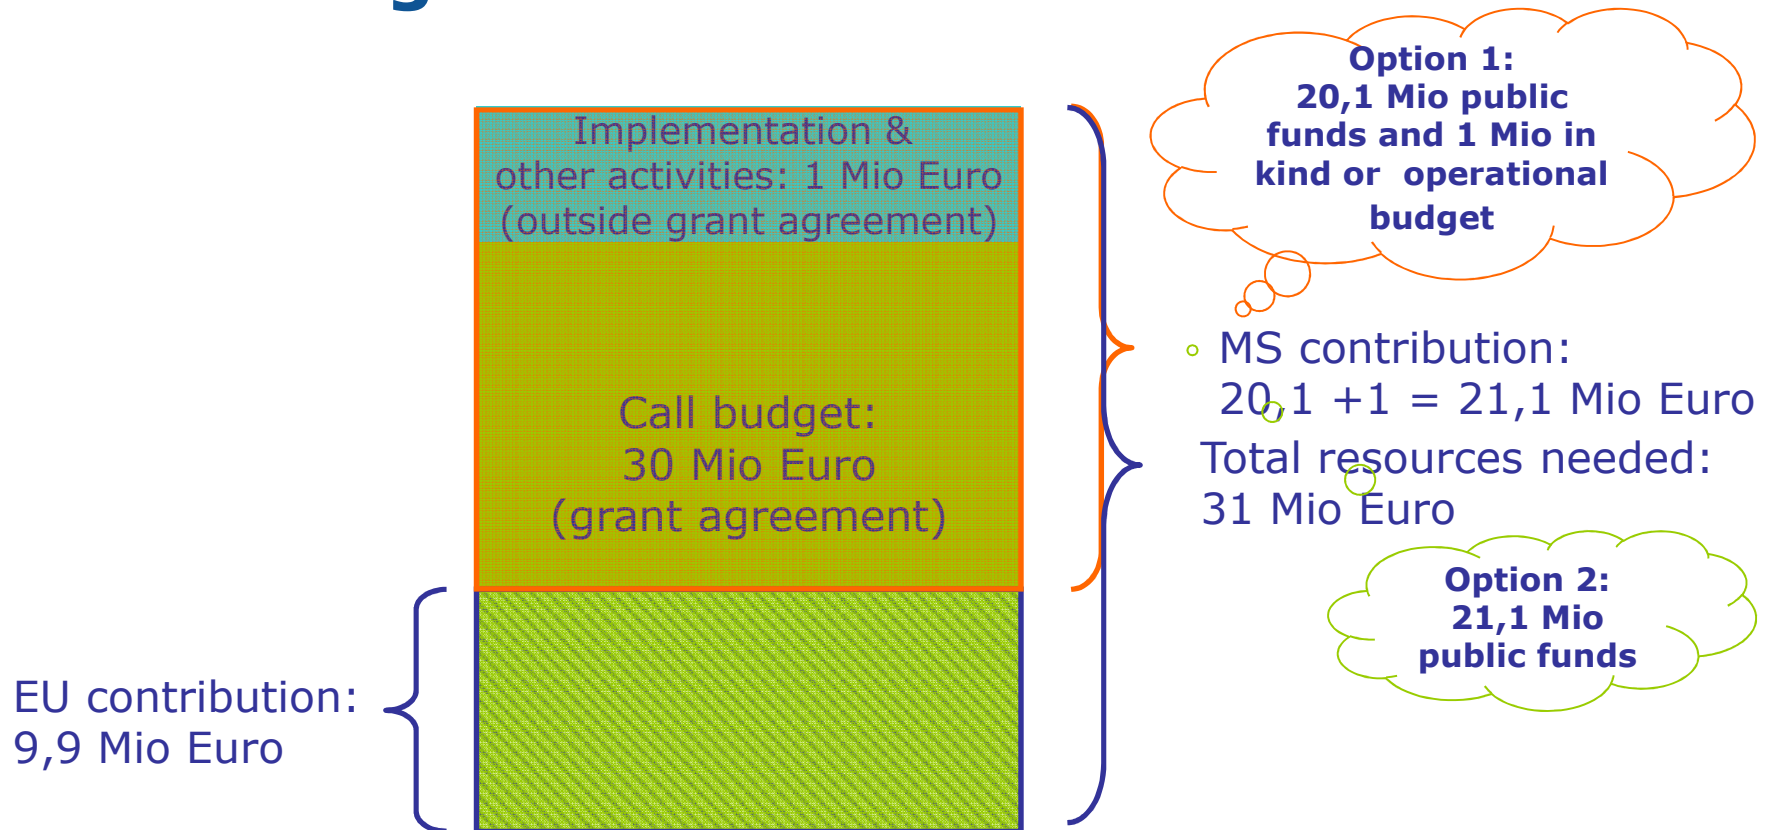 Implementation &
other activities: 1 Mio Euro
(outside grant agreement)
Call budget:
30 Mio Euro
(grant agreement)
EU contribution:
9,9 Mio Euro
Option 1:
20,1 Mio public
funds and 1 Mio in
kind or operational
budget
MS contribution:
20,1 +1 = 21,1 Mio Euro
Total resources needed:
31 Mio Euro
Option 2:
21,1 Mio
public funds